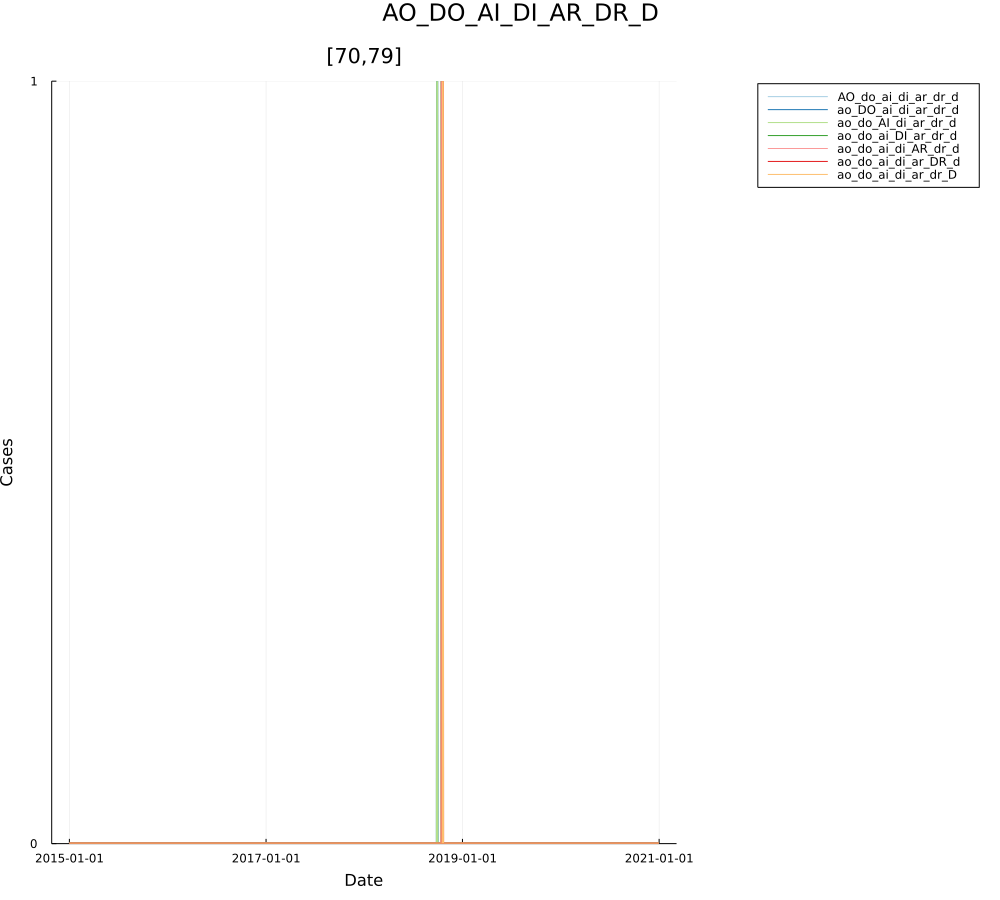 AO_DO_AI_DI_AR_DR_D
[70,79]
1
0
Cases
2015-01-01
2017-01-01
2019-01-01
2021-01-01
Date
AO_do_ai_di_ar_dr_d
ao_DO_ai_di_ar_dr_d
ao_do_AI_di_ar_dr_d
ao_do_ai_DI_ar_dr_d
ao_do_ai_di_AR_dr_d
ao_do_ai_di_ar_DR_d
ao_do_ai_di_ar_dr_D